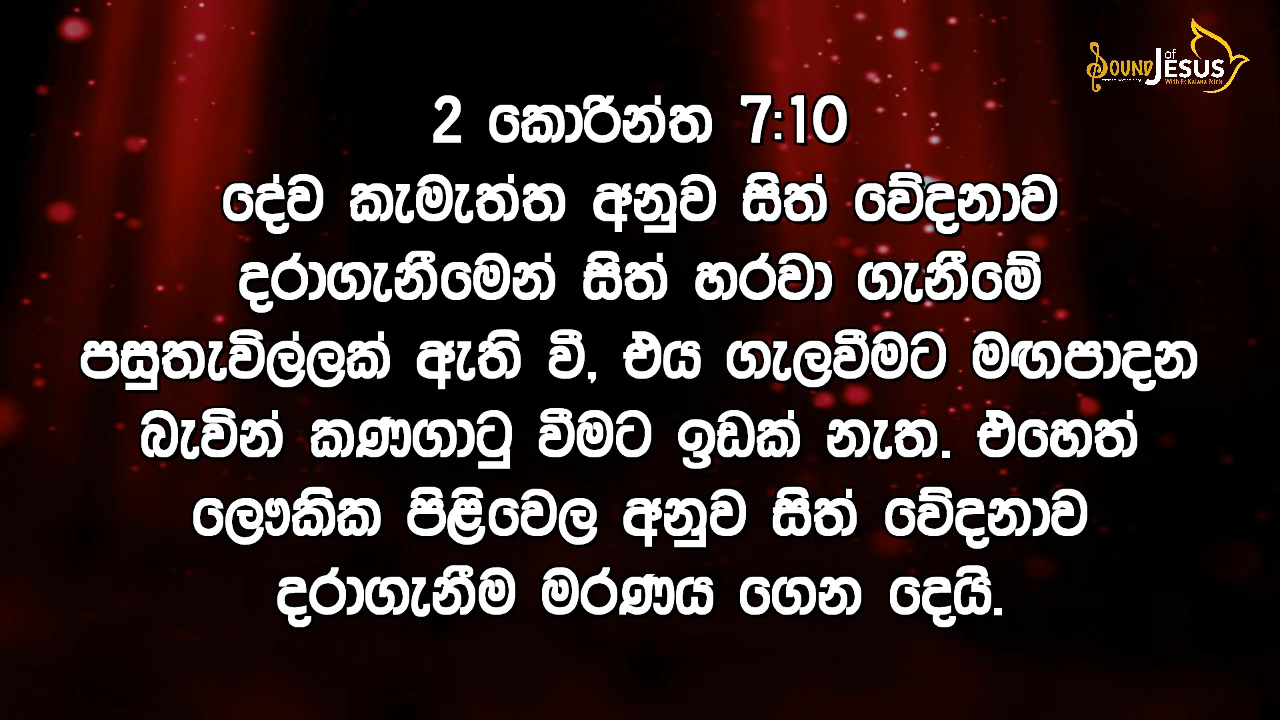 Sound of Jesus
2 කොරින්ත 7:10
දේව කැමැත්ත අනුව සිත් වේදනාව
දරාගැනීමෙන් සිත් හරවා ගැනීමේ
පසුතැවිල්ලක් ඇති වී, එය ගැලවීමට මඟපාදන
බැවින් කණගාටු වීමට ඉඩක් නැත. එහෙත්
ලෞකික පිළිවෙල අනුව සිත් වේදනාව
දරාගැනීම මරණය ගෙන දෙයි.